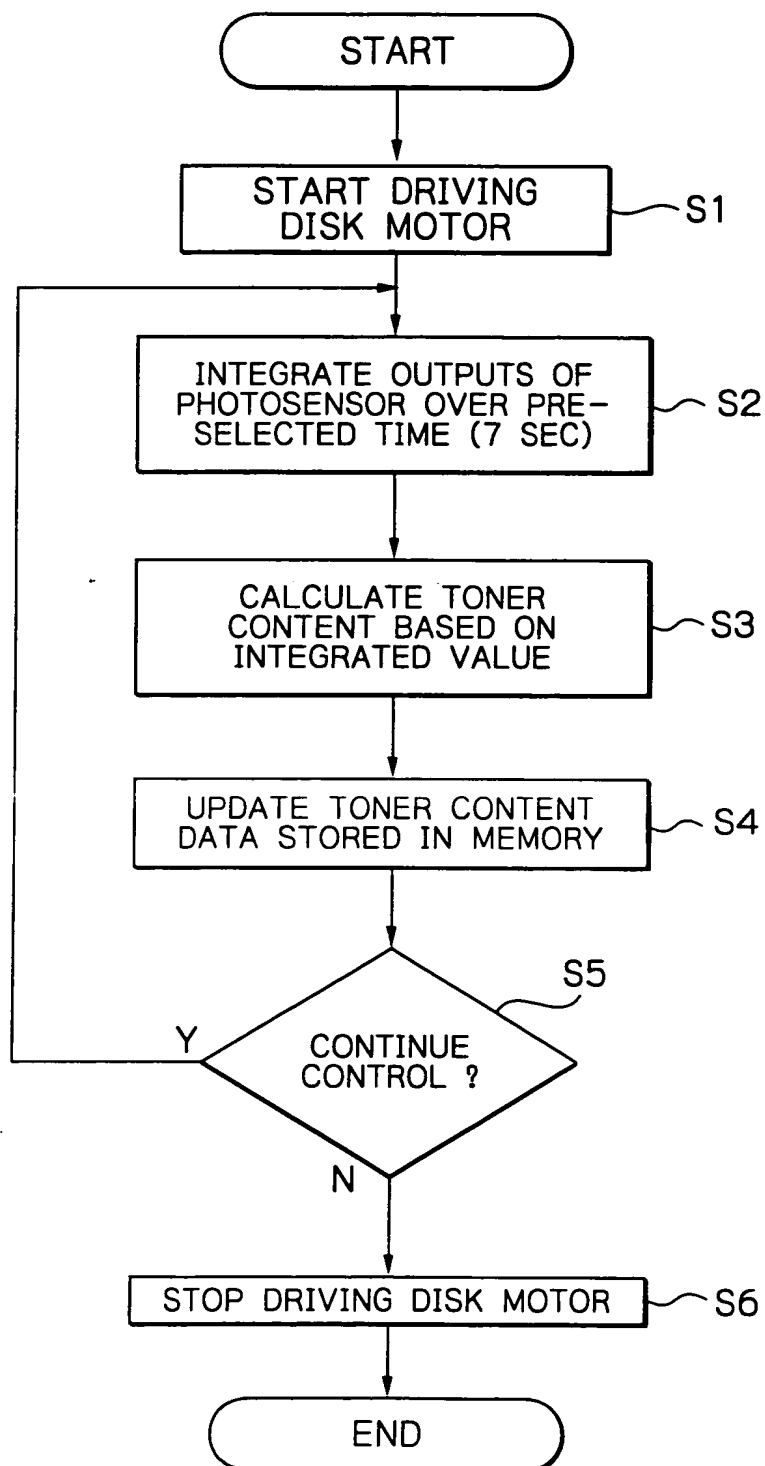 START
START DRIVING
DISK MOTOR
S1
INTEGRATE OUTPUTS OF
PHOTOSENSOR OVER PRE-
SELECTED TIME (7 SEC)
S2
CALCULATE TONER
CONTENT BASED ON
INTEGRATED VALUE
S3
UPDATE TONER CONTENT
DATA STORED IN MEMORY
S4
S5
Y
CONTINUE
CONTROL ?
N
STOP DRIVING DISK MOTOR
S6
END